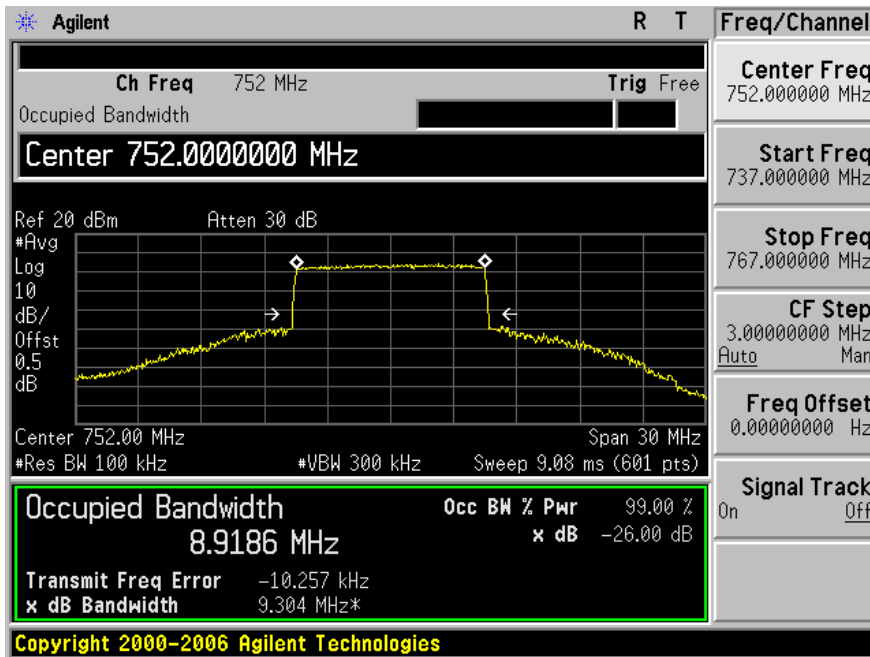 Agilent R T
Freq/Channel
Ch Freq 752 MHz Trig Free
Occupied Bandwidth
Center 752.0000000 MHz
Ref 20 dBm Atten 30 dB
#Avg
Log
10
dB/
Offst
0.5
dB
Center 752.00 MHz Span 30 MHz
#Res BW 100 kHz #VBW 300 kHz Sweep 9.08 ms (601 pts)
Occupied Bandwidth
8.9186 MHz
Occ BW % Pwr 99.00 %
x dB -26.00 dB
Transmit Freq Error -10.257 kHz
x dB Bandwidth 9.304 MHz*
Copyright 2000-2006 Agilent Technologies
Center Freq
752.000000 MHz
Start Freq
737.000000 MHz
Stop Freq
767.000000 MHz
CF Step
3.00000000 MHz
Auto Man
Freq Offset
0.00000000 Hz
Signal Track
On Off